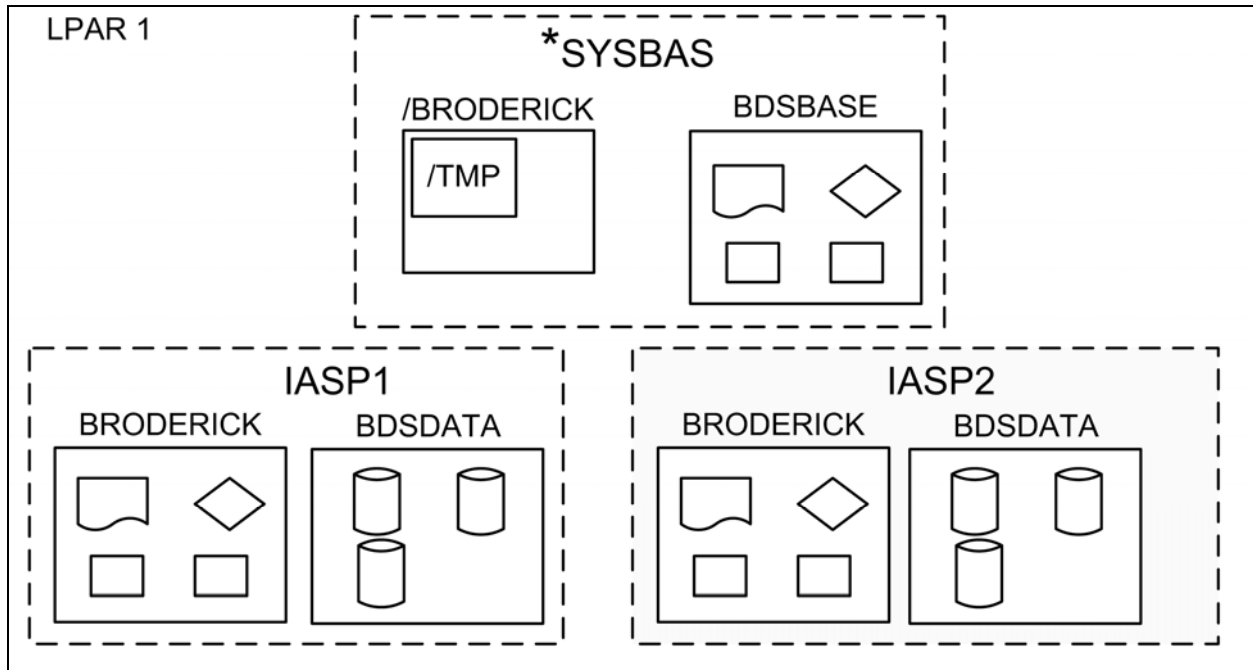 LPAR 1
*SYSBAS
/BRODERICK
BDSBASE
/TMP
IASP1
IASP2
BRODERICK
BDSDATA
BRODERICK
BDSDATA